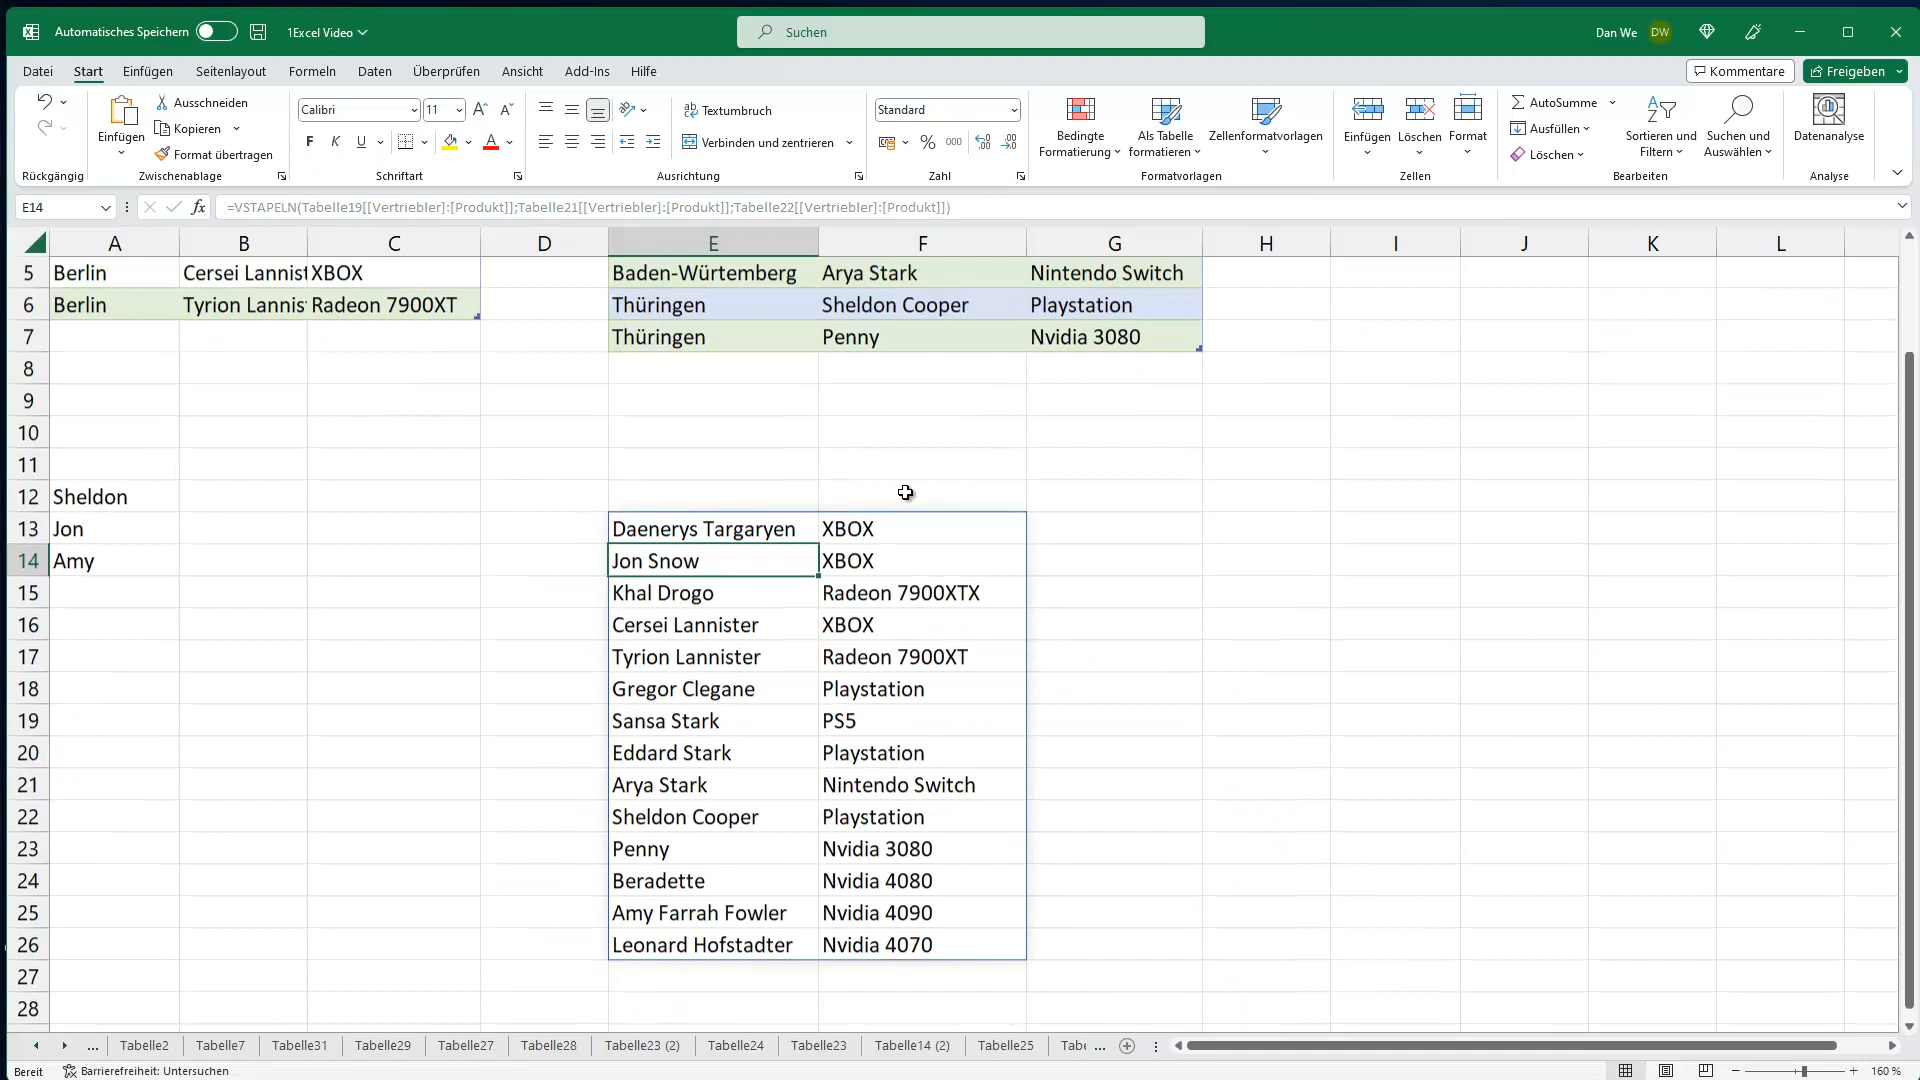 Automatisches Speichern 1Excel Video Suchen Dan We DW
Datei Start Einfügen Seitenlayout Formeln Daten Überprüfen Ansicht Add-Ins Hilfe Kommentare Freigeben
Einfügen Ausschneiden
Kopieren
Format übertragen
Calibri 11
F K U
Textumbruch
Verbinden und zentrieren
Standard
% 000
Bedingte Formatierung
Als Tabelle formatieren
Zellenformatvorlagen
Einfügen Löschen Format
AutoSumme
Ausfüllen
Löschen
Sortieren und Filtern
Suchen und Auswählen
Datenanalyse
Rückgängig Zwischenablage Schriftart Ausrichtung Zahl Formatvorlagen Zellen Bearbeiten Analyse
E14 fx =VSTAPELN(Tabelle19[[Vertriebler]:[Produkt]];Tabelle21[[Vertriebler]:[Produkt]];Tabelle22[[Vertriebler]:[Produkt]])
A B C D E F G H I J K L
5 Berlin Cersei Lannist XBOX Baden-Würtemberg Arya Stark Nintendo Switch
6 Berlin Tyrion Lannis Radeon 7900XT Thüringen Sheldon Cooper Playstation
7 Thüringen Penny Nvidia 3080
8
9
10
11
12 Sheldon
13 Jon Daenerys Targaryen XBOX
14 Amy Jon Snow XBOX
15 Khal Drogo Radeon 7900XTX
16 Cersei Lannister XBOX
17 Tyrion Lannister Radeon 7900XT
18 Gregor Clegane Playstation
19 Sansa Stark PS5
20 Eddard Stark Playstation
21 Arya Stark Nintendo Switch
22 Sheldon Cooper Playstation
23 Penny Nvidia 3080
24 Beradette Nvidia 4080
25 Amy Farrah Fowler Nvidia 4090
26 Leonard Hofstadter Nvidia 4070
27
28
... Tabelle2 Tabelle7 Tabelle31 Tabelle29 Tabelle27 Tabelle28 Tabelle23 (2) Tabelle24 Tabelle23 Tabelle14 (2) Tabelle25 Tabe ...
Bereit Barrierefreiheit: Untersuchen 160 %